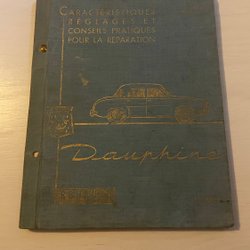 CARACTÉRISTIQUES
RÉGLAGES ET
CONSEILS PRATIQUES
POUR LA RÉPARATION
Dauphine